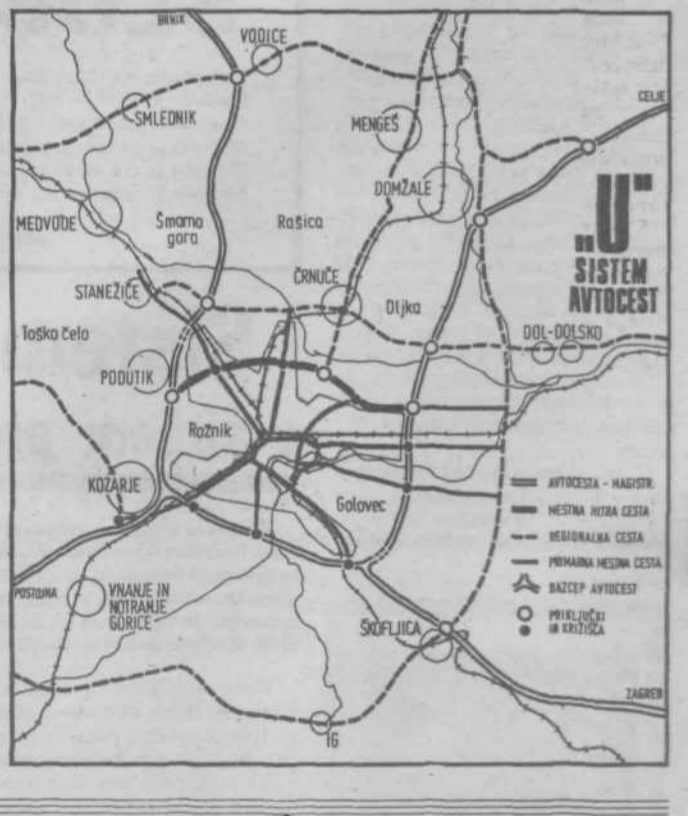 BRNIK
VODICE
SMLEDNIK
MENGEŠ
CELJE
DOMŽALE
MEDVODE
Šmarna
gora
Rašica
„U“
SISTEM
AVTOCEST
STANEŽIČE
ČRNUČE
Dljka
Toško čelo
DOL-DOLSKO
PODUTIK
Rožnik
KOZARJE
Golovec
AVTOCESTA - MAGISTR.
MESTNA HITRA CESTA
REGIONALNA CESTA
PRIMARNA MESTNA CESTA
RAZCEP AVTOCEST
PRIKLJUČKI
IN KRIŽIŠČA
POSTOJNA
VNANJE IN
NOTRANJE
GORICE
ŠKOFLJICA
ZAGREB
IG